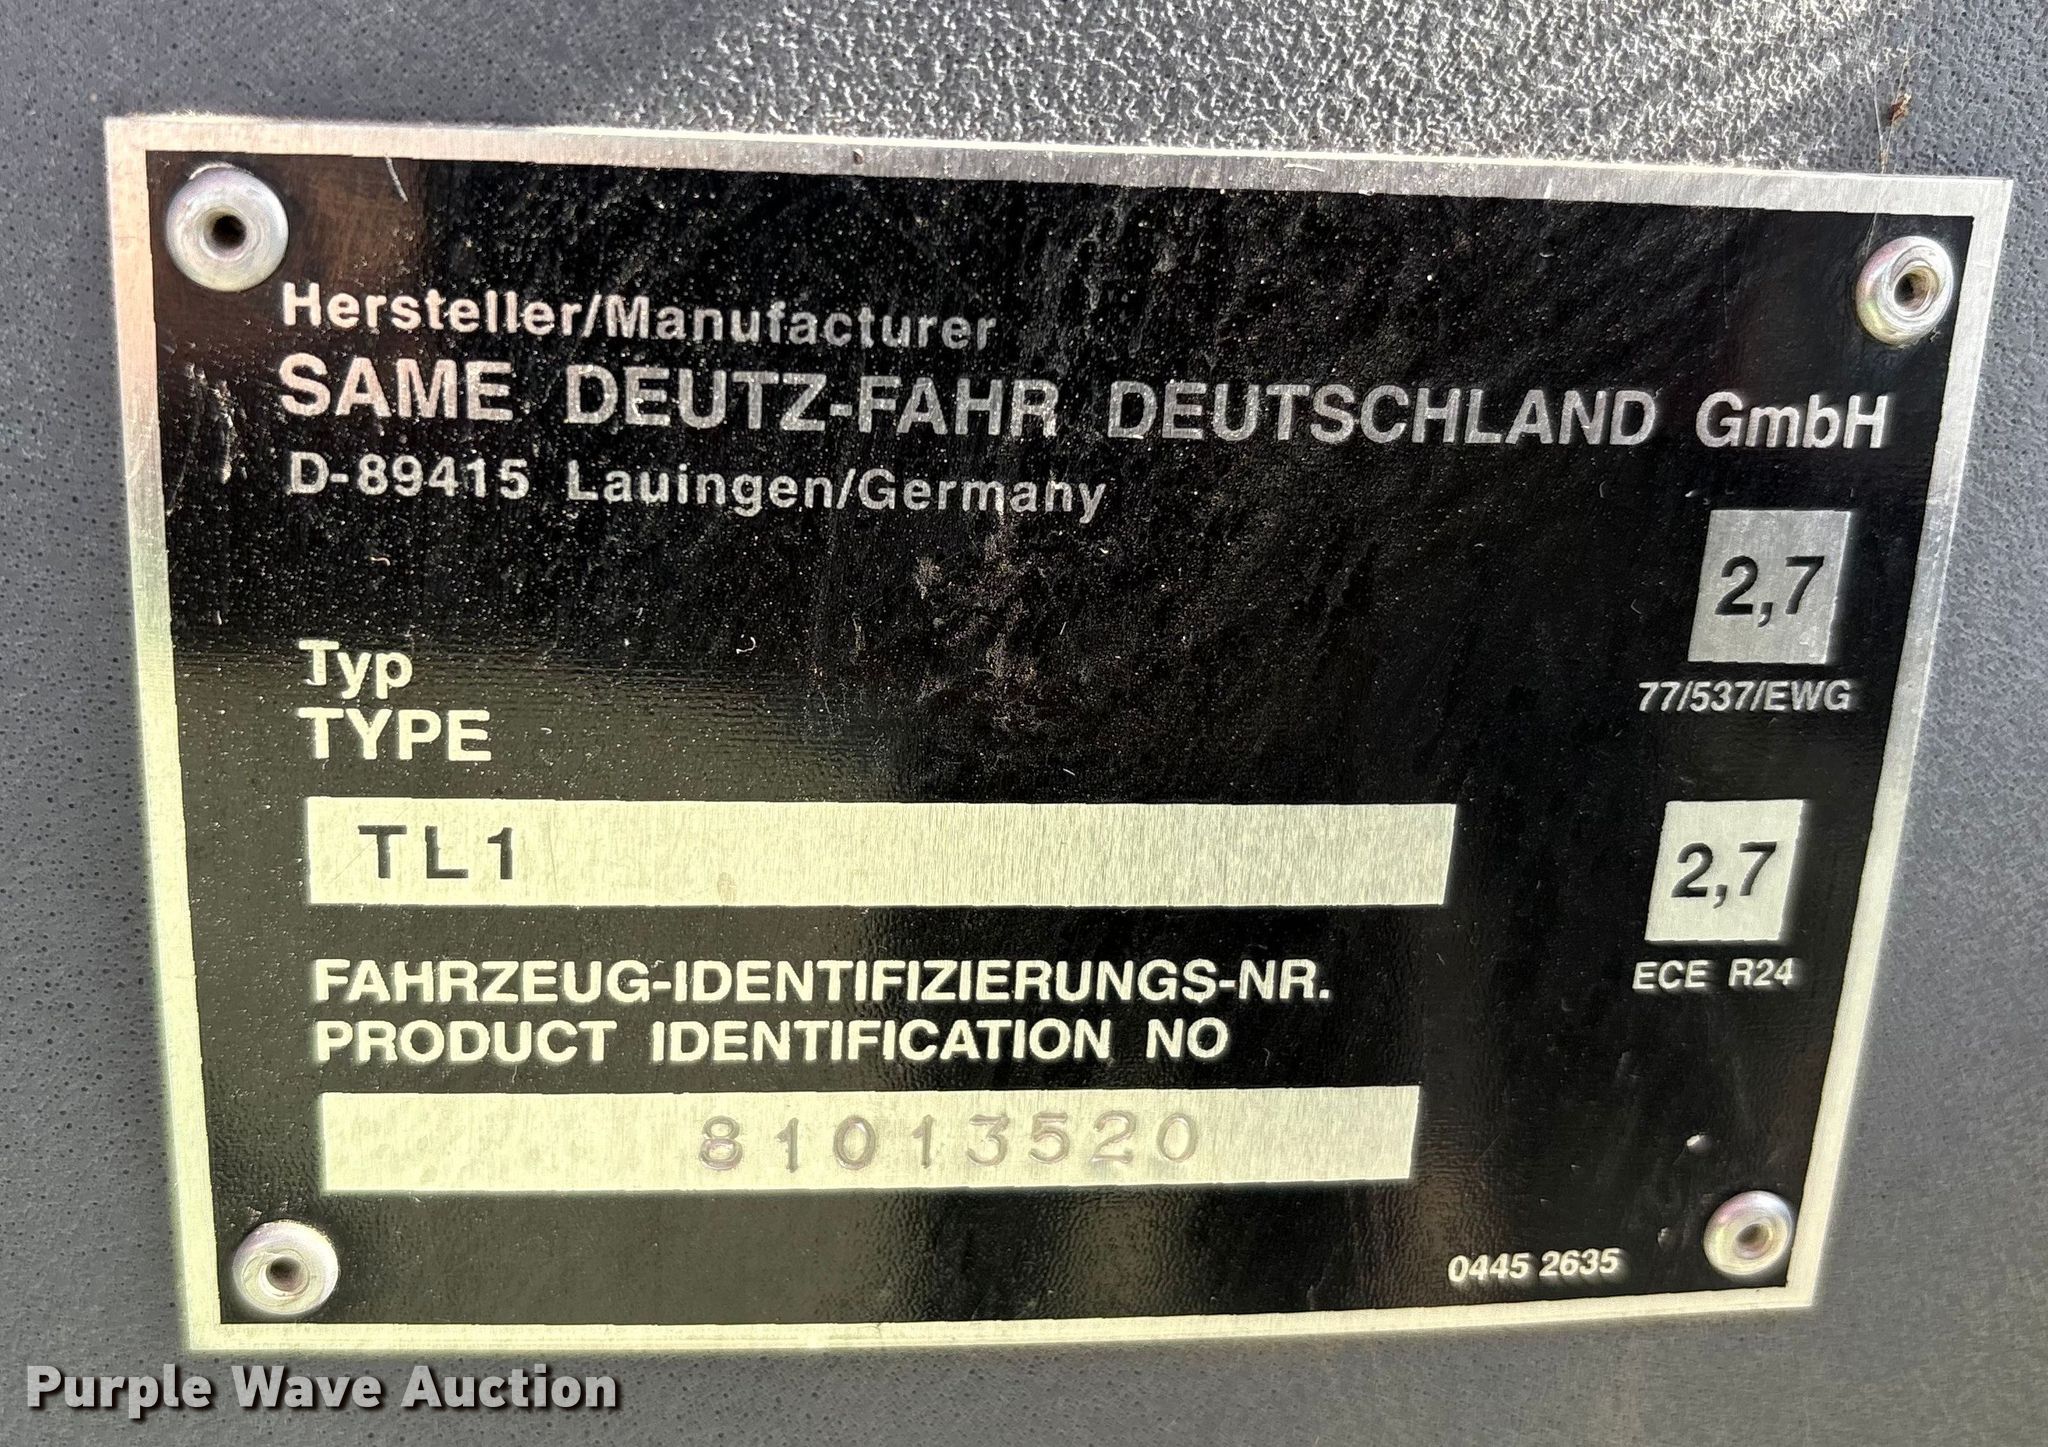 Hersteller/Manufacturer
SAME DEUTZ-FAHR DEUTSCHLAND GmbH
D-89415 Lauingen/Germany
2,7
77/537/EWG
Typ
TYPE
TL1
2,7
ECE R24
FAHRZEUG-IDENTIFIZIERUNGS-NR.
PRODUCT IDENTIFICATION NO
81013520
0445 2635
Purple Wave Auction